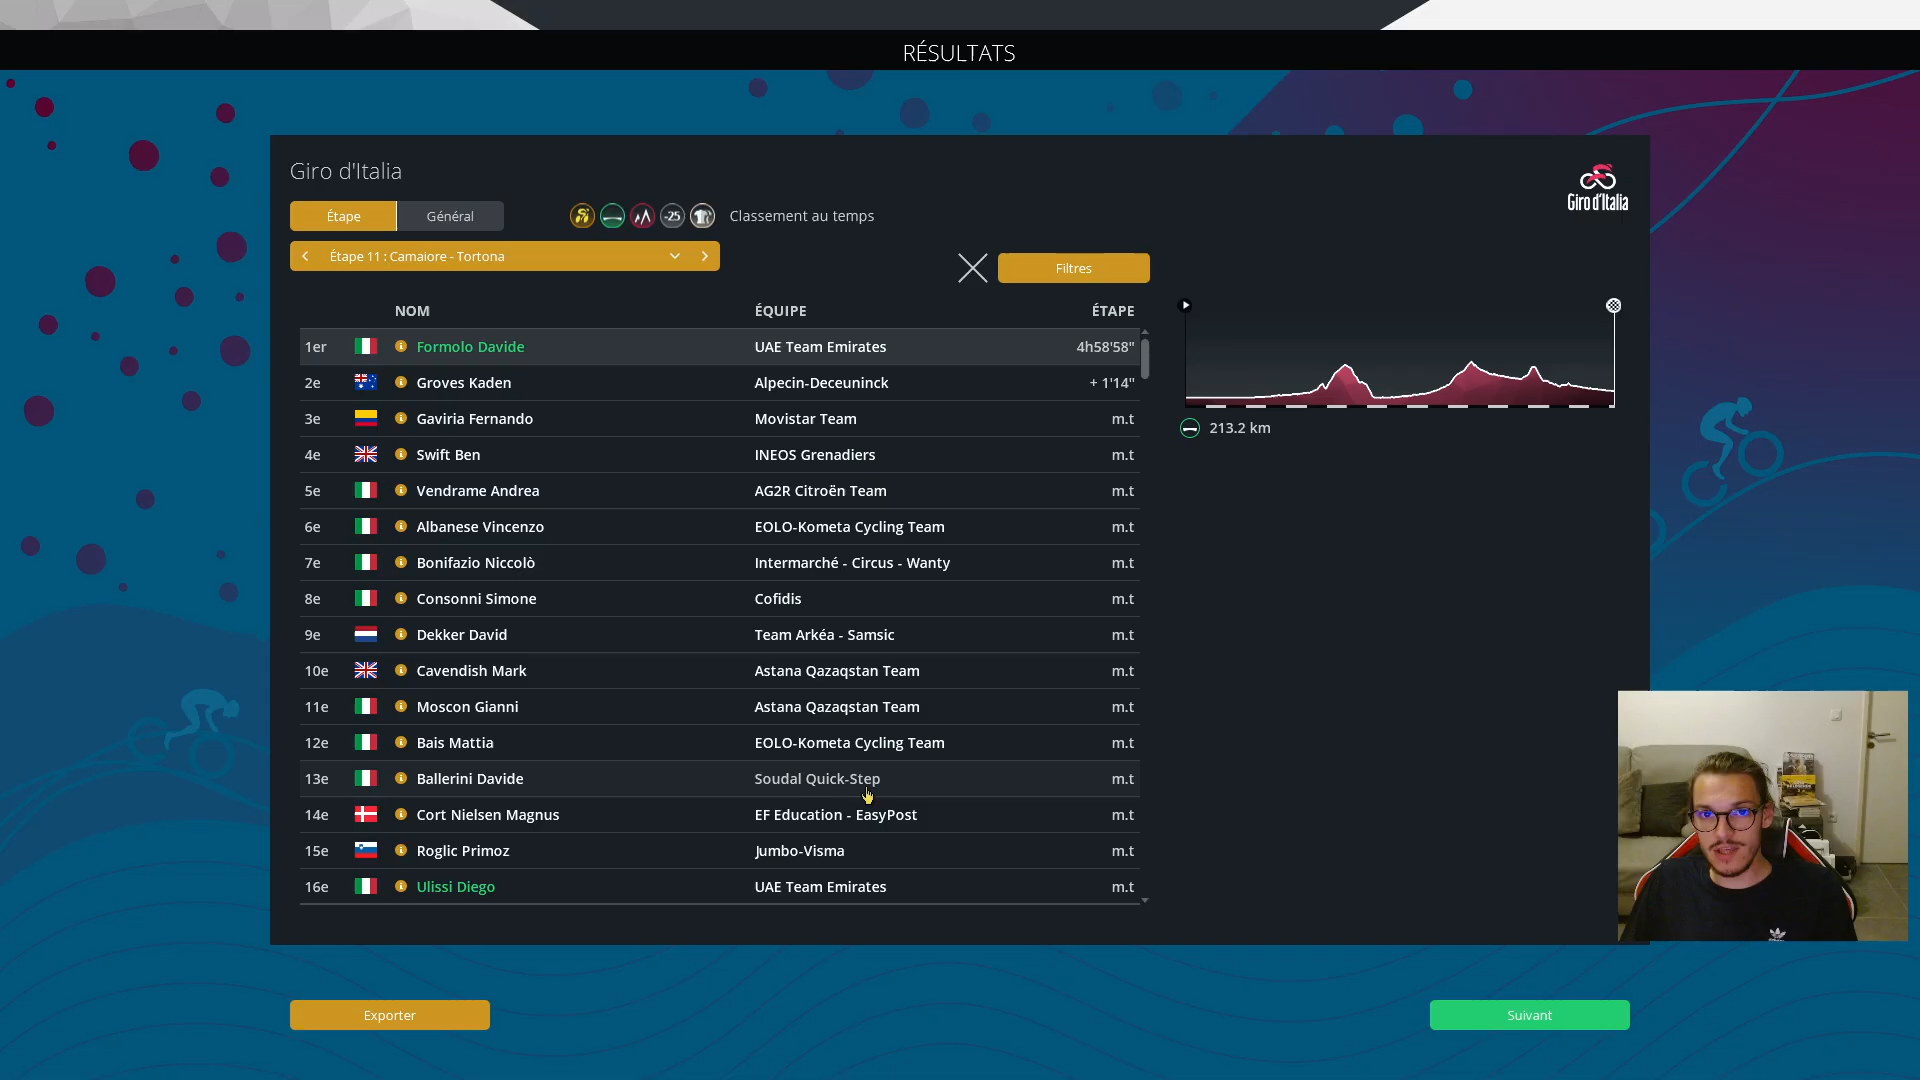 RÉSULTATS
Giro d'Italia
Giro d'Italia
Étape
Général
-25
Classement au temps
Étape 11 : Camaiore - Tortona
Filtres
NOM ÉQUIPE ÉTAPE
1er Formolo Davide UAE Team Emirates 4h58'58"
2e Groves Kaden Alpecin-Deceuninck + 1'14"
3e Gaviria Fernando Movistar Team m.t
4e Swift Ben INEOS Grenadiers m.t
5e Vendrame Andrea AG2R Citroën Team m.t
6e Albanese Vincenzo EOLO-Kometa Cycling Team m.t
7e Bonifazio Niccolò Intermarché - Circus - Wanty m.t
8e Consonni Simone Cofidis m.t
9e Dekker David Team Arkéa - Samsic m.t
10e Cavendish Mark Astana Qazaqstan Team m.t
11e Moscon Gianni Astana Qazaqstan Team m.t
12e Bais Mattia EOLO-Kometa Cycling Team m.t
13e Ballerini Davide Soudal Quick-Step m.t
14e Cort Nielsen Magnus EF Education - EasyPost m.t
15e Roglic Primoz Jumbo-Visma m.t
16e Ulissi Diego UAE Team Emirates m.t
213.2 km
Exporter
Suivant